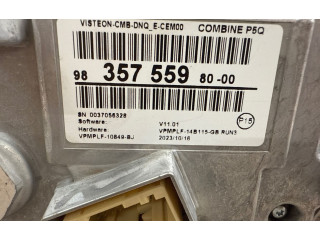 VISTEON-CMB-DNQ_E-CEM00 COMBINE P5Q
98 357 559 80-00
SN 0037056328
Software: V11.01
Hardware: VPMPLF-14B115-GB RUN3
VPMPLF-10849-BJ 2023/10/16
P15